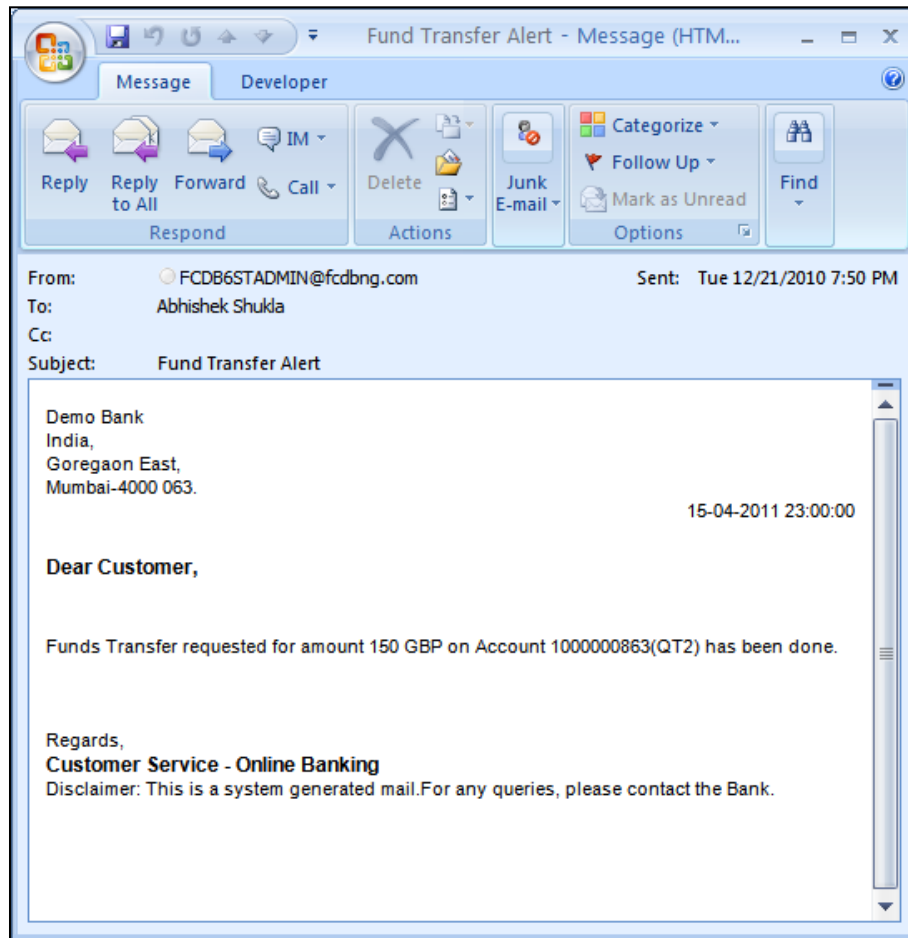 Fund Transfer Alert - Message (HTM...
Message Developer
Reply
Reply to All
Forward
IM
Call
Respond
Delete
Actions
Junk E-mail
Categorize
Follow Up
Mark as Unread
Options
Find
From: FCDB6STADMIN@fcdbng.com Sent: Tue 12/21/2010 7:50 PM
To: Abhishek Shukla
Cc:
Subject: Fund Transfer Alert
Demo Bank
India,
Goregaon East,
Mumbai-4000 063.
15-04-2011 23:00:00
Dear Customer,
Funds Transfer requested for amount 150 GBP on Account 1000000863(QT2) has been done.
Regards,
Customer Service - Online Banking
Disclaimer: This is a system generated mail.For any queries, please contact the Bank.